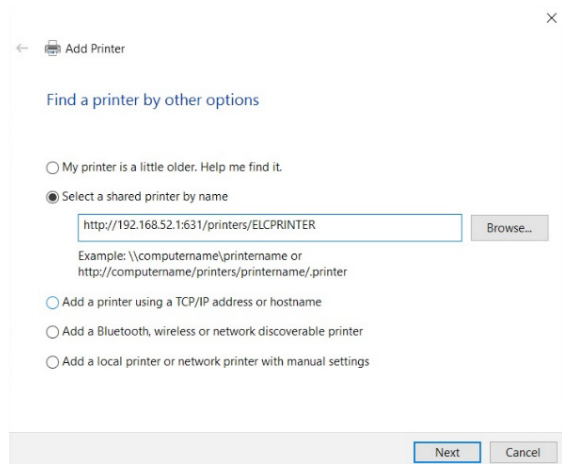 Add Printer
Find a printer by other options
My printer is a little older. Help me find it.
Select a shared printer by name
http://192.168.52.1:631/printers/ELCPRINTER
Browse...
Example: \\computername\printername or
http://computername/printers/printername/.printer
Add a printer using a TCP/IP address or hostname
Add a Bluetooth, wireless or network discoverable printer
Add a local printer or network printer with manual settings
Next
Cancel